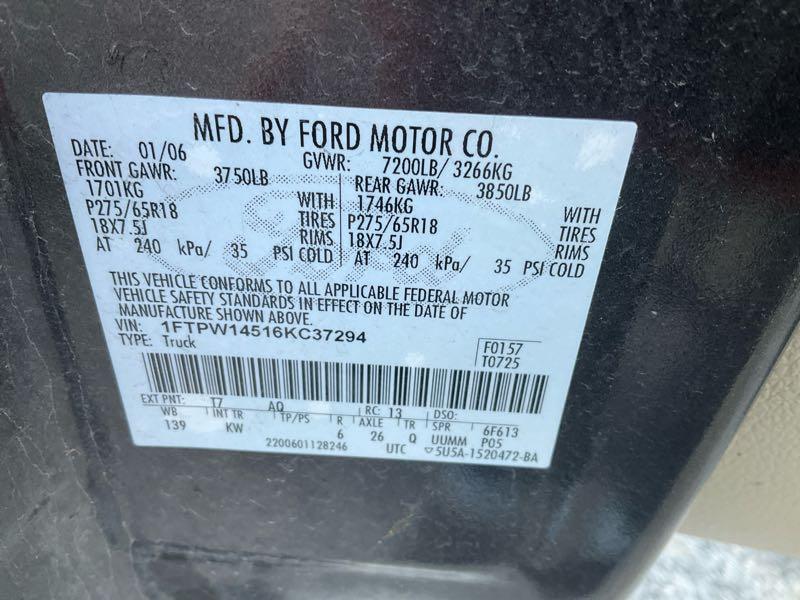 MFD. BY FORD MOTOR CO.
DATE: 01/06 GVWR: 7200LB/ 3266KG
FRONT GAWR: 3750LB REAR GAWR: 3850LB
1701KG WITH 1746KG WITH
P275/65R18 TIRES P275/65R18 TIRES
18X7.5J RIMS 18X7.5J RIMS
AT 240 kPa/ 35 PSI COLD AT 240 kPa/ 35 PSI COLD
THIS VEHICLE CONFORMS TO ALL APPLICABLE FEDERAL MOTOR
VEHICLE SAFETY STANDARDS IN EFFECT ON THE DATE OF
MANUFACTURE SHOWN ABOVE.
VIN: 1FTPW14516KC37294
TYPE: Truck
F0157
T0725
EXT PNT: T7 AQ RC: 13 DSO:
WB INT TR TP/PS R AXLE TR SPR 6F613
139 KW 6 26 Q UUMM P05
2200601128246 UTC ▽5U5A-1520472-BA
Ford